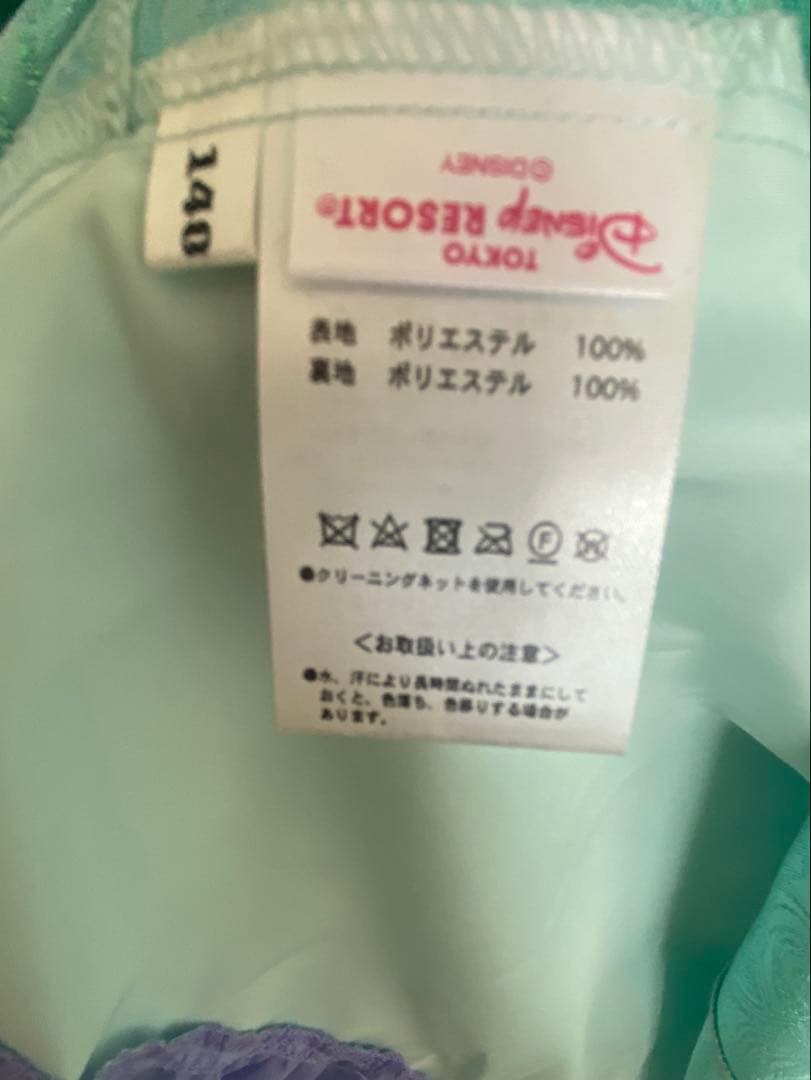 140
TOKYO
Disney RESORT®
©DISNEY
表地 ポリエステル 100%
裏地 ポリエステル 100%
F
●クリーニングネットを使用してください。
<お取扱い上の注意>
●水、汗により長時間ぬれたままにして
おくと、色落ち、色移りする場合が
あります。